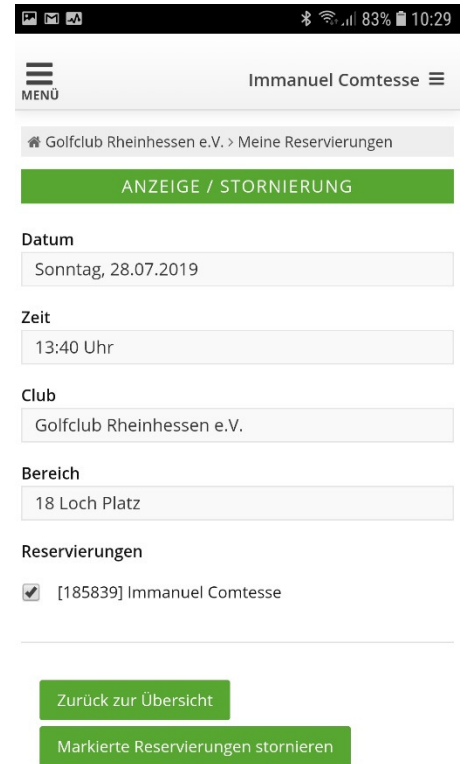 83% 10:29
MENÜ
Immanuel Comtesse
Golfclub Rheinhessen e.V. > Meine Reservierungen
ANZEIGE / STORNIERUNG
Datum
Sonntag, 28.07.2019
Zeit
13:40 Uhr
Club
Golfclub Rheinhessen e.V.
Bereich
18 Loch Platz
Reservierungen
[185839] Immanuel Comtesse
Zurück zur Übersicht
Markierte Reservierungen stornieren